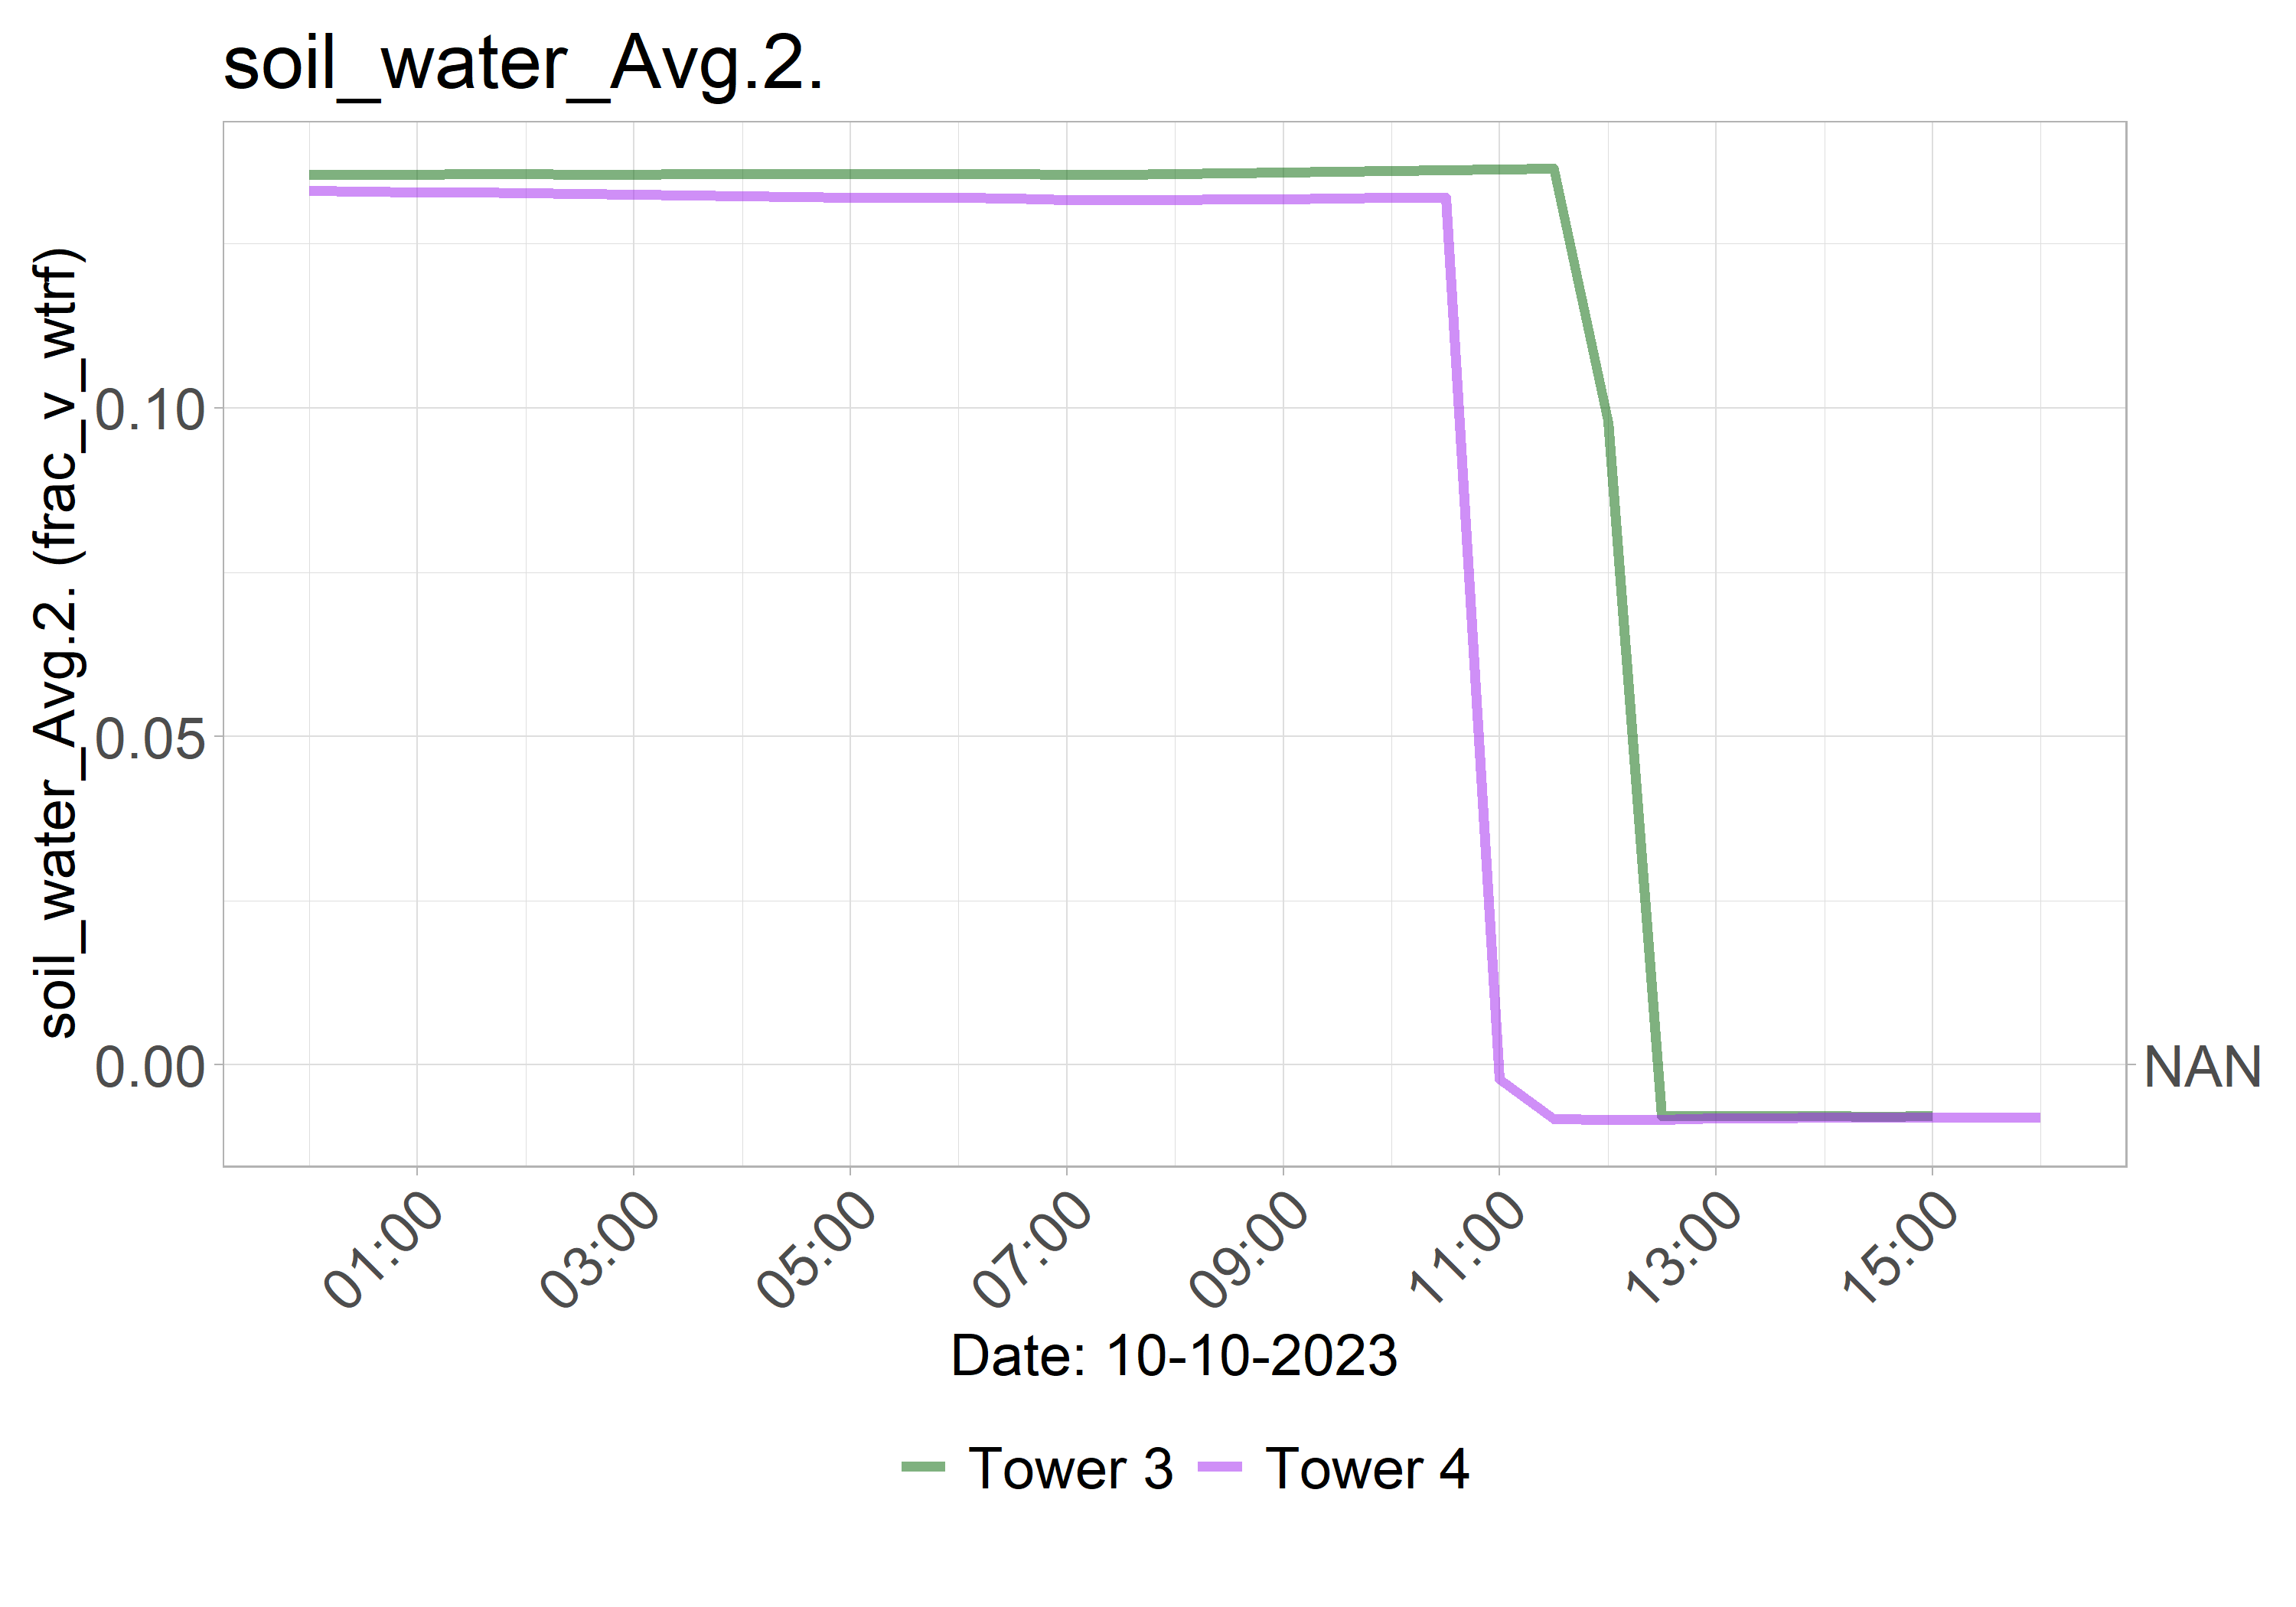 soil_water_Avg.2.
soil_water_Avg.2. (frac_v_wtrf)
0.10
0.05
0.00
NAN
01:00
03:00
05:00
07:00
09:00
11:00
13:00
15:00
Date: 10-10-2023
Tower 3
Tower 4